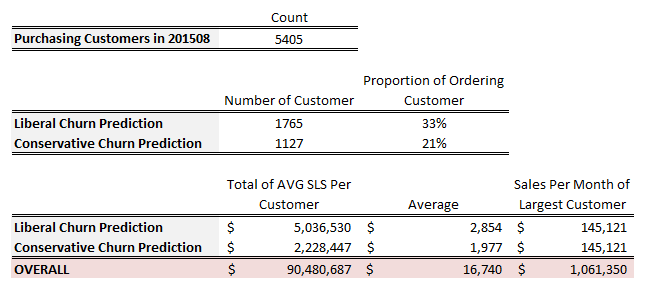 Count
Purchasing Customers in 201508 5405
Proportion of Ordering
Number of Customer Customer
Liberal Churn Prediction 1765 33%
Conservative Churn Prediction 1127 21%
Total of AVG SLS Per Sales Per Month of
Customer Average Largest Customer
Liberal Churn Prediction $ 5,036,530 $ 2,854 $ 145,121
Conservative Churn Prediction $ 2,228,447 $ 1,977 $ 145,121
OVERALL $ 90,480,687 $ 16,740 $ 1,061,350